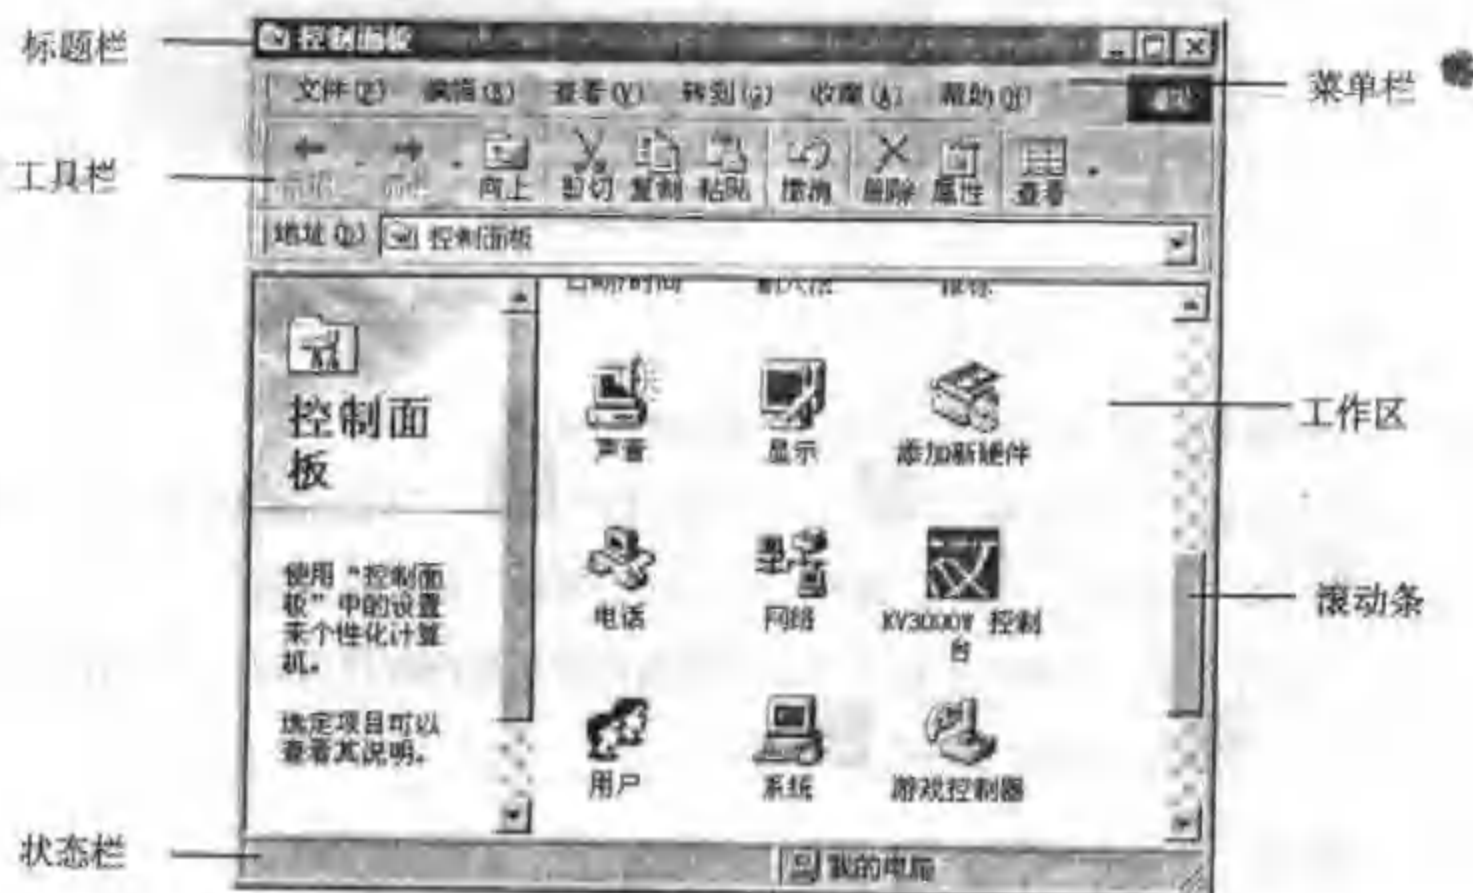 标题栏
控制面板
菜单栏
文件(F) 编辑(E) 查看(V) 转到(G) 收藏(A) 帮助(H)
工具栏
向上 剪切 复制 粘贴 撤消 删除 属性 查看
地址(D) 控制面板
控制面
板
使用“控制面
板”中的设置
来个性化计算
机。
选定项目可以
查看其说明。
声音 显示 添加新硬件
工作区
电话 网络 KV3000W 控制
台
滚动条
用户 系统 游戏控制器
状态栏
我的电脑